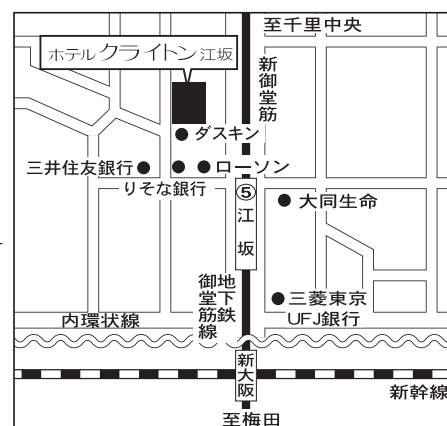 至千里中央
ホテルクライトン江坂
新御堂筋
ダスキン
三井住友銀行
ローソン
りそな銀行
⑤
江坂
大同生命
地下鉄
御堂筋線
三菱東京
UFJ銀行
内環状線
新大阪
新幹線
至梅田